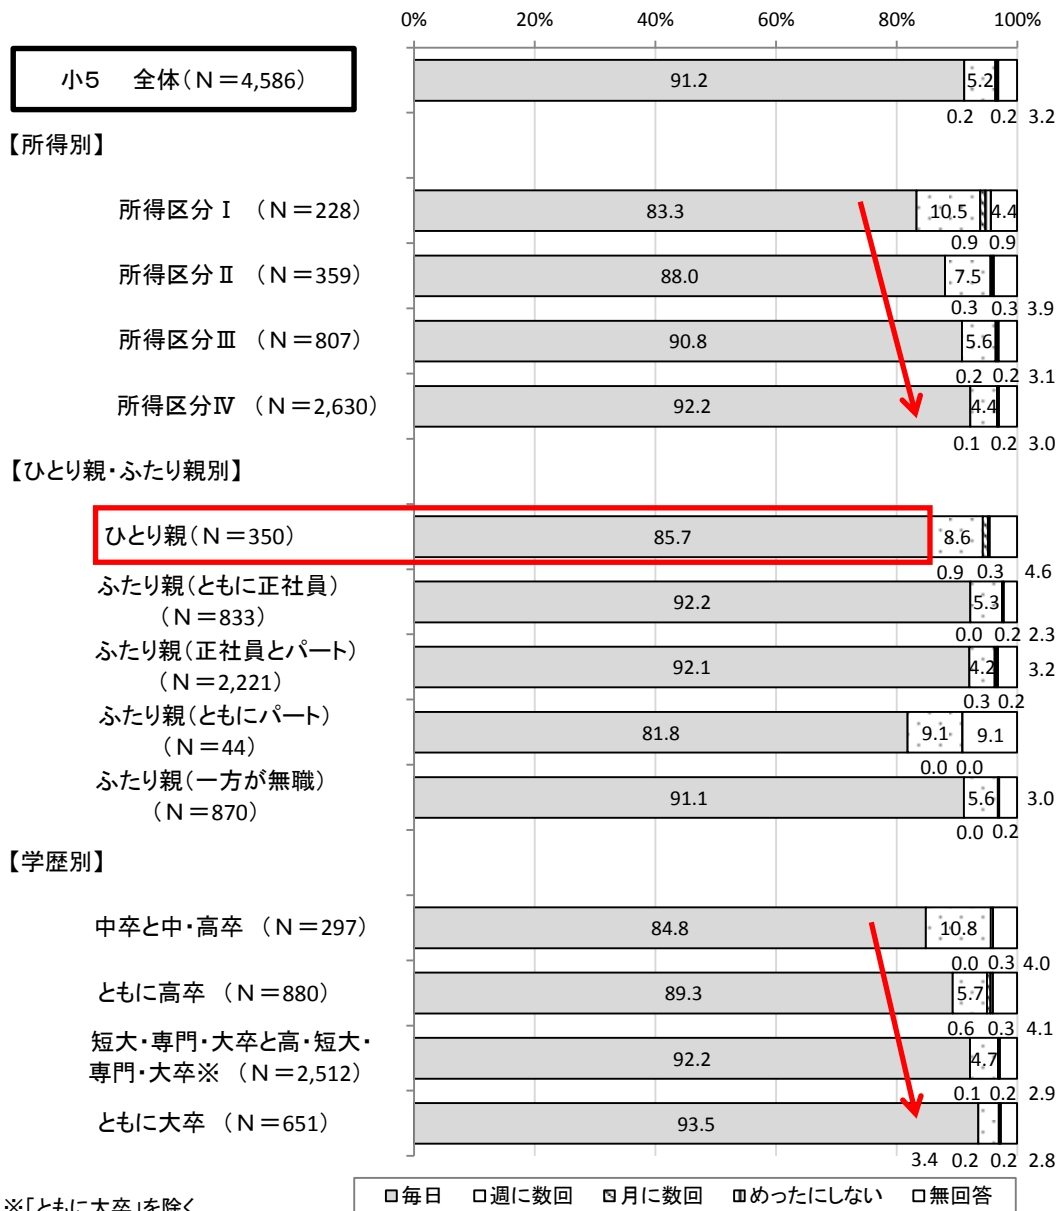 0% 20% 40% 60% 80% 100%
小5 全体(N=4,586) 91.2 5.2
0.2 0.2 3.2
【所得別】
所得区分Ⅰ (N=228) 83.3 10.5 4.4
0.9 0.9
所得区分Ⅱ (N=359) 88.0 7.5
0.3 0.3 3.9
所得区分Ⅲ (N=807) 90.8 5.6
0.2 0.2 3.1
所得区分Ⅳ (N=2,630) 92.2 4.4
0.1 0.2 3.0
【ひとり親・ふたり親別】
ひとり親(N=350) 85.7 8.6
0.9 0.3 4.6
ふたり親(ともに正社員)
(N=833) 92.2 5.3
0.0 0.2 2.3
ふたり親(正社員とパート)
(N=2,221) 92.1 4.2 3.2
0.3 0.2
ふたり親(ともにパート)
(N=44) 81.8 9.1 9.1
0.0 0.0
ふたり親(一方が無職)
(N=870) 91.1 5.6 3.0
0.0 0.2
【学歴別】
中卒と中・高卒 (N=297) 84.8 10.8
0.0 0.3 4.0
ともに高卒 (N=880) 89.3 5.7
0.6 0.3 4.1
短大・専門・大卒と高・短大・
専門・大卒※ (N=2,512) 92.2 4.7
0.1 0.2 2.9
ともに大卒 (N=651) 93.5
3.4 0.2 0.2 2.8
※「ともに大卒」を除く
毎日 週に数回 月に数回 めったにしない 無回答